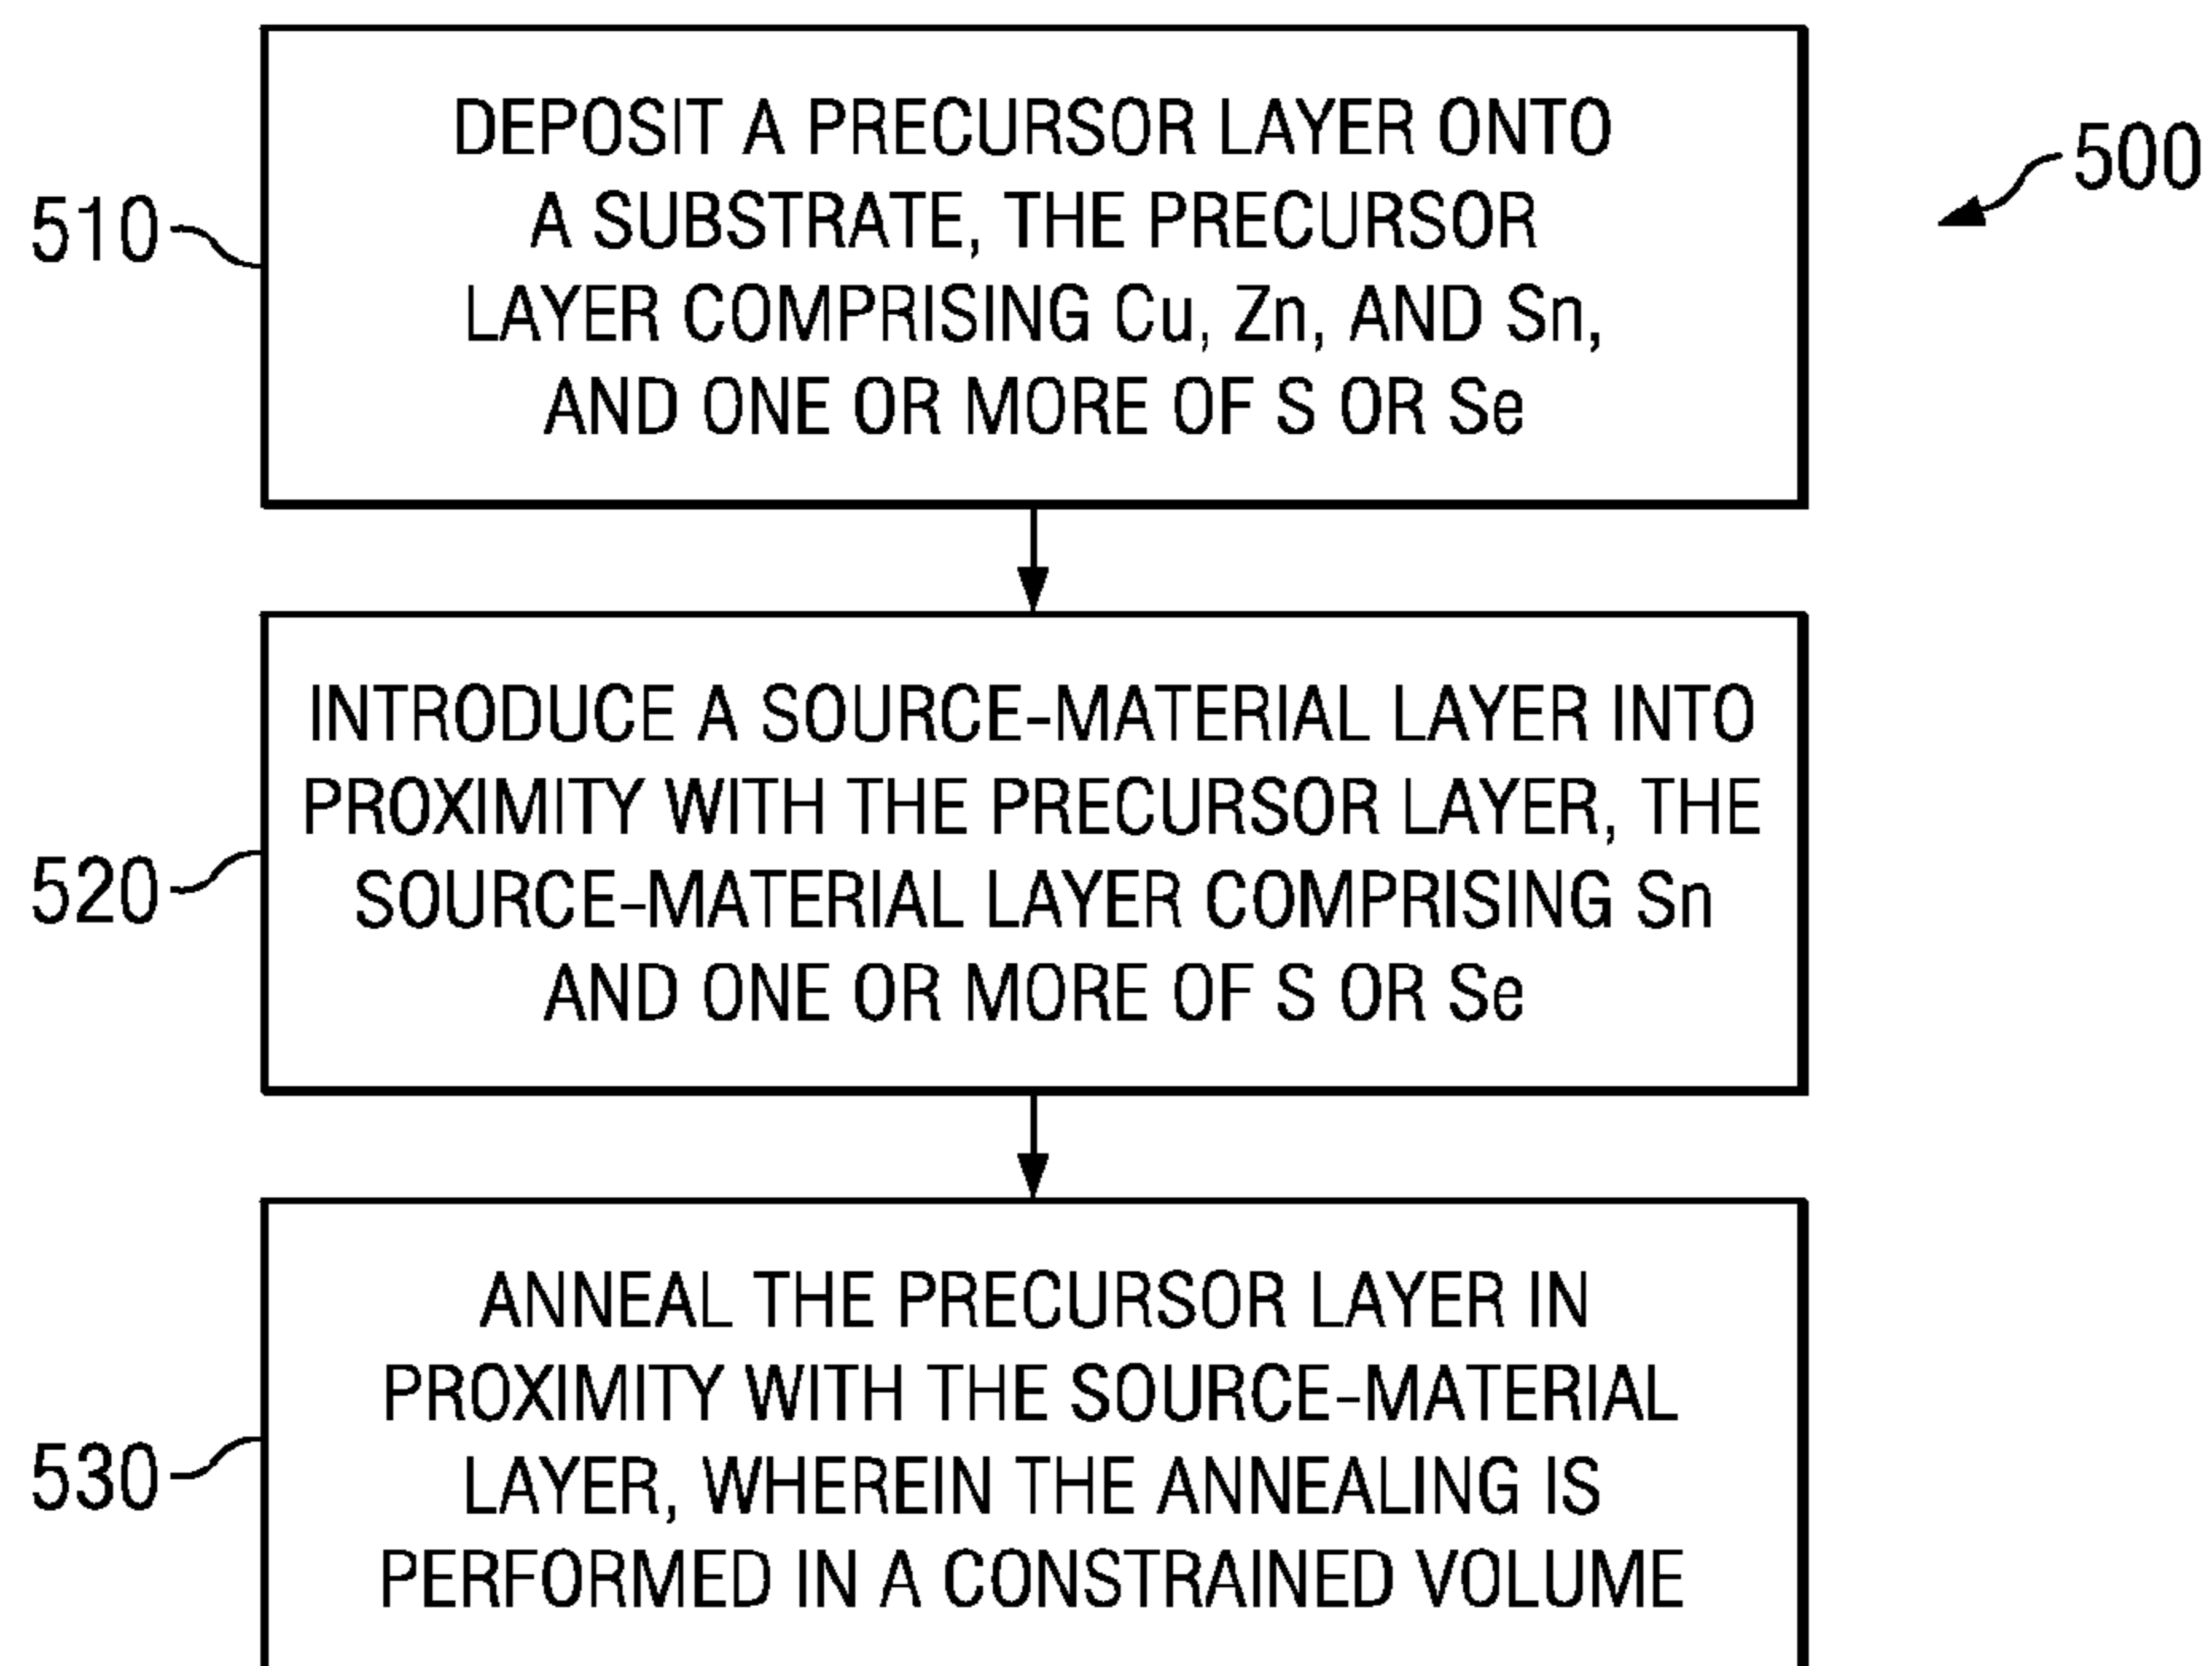 DEPOSIT A PRECURSOR LAYER ONTO
A SUBSTRATE, THE PRECURSOR
LAYER COMPRISING Cu, Zn, AND Sn,
AND ONE OR MORE OF S OR Se
510
500
INTRODUCE A SOURCE-MATERIAL LAYER INTO
PROXIMITY WITH THE PRECURSOR LAYER, THE
SOURCE-MATERIAL LAYER COMPRISING Sn
AND ONE OR MORE OF S OR Se
520
ANNEAL THE PRECURSOR LAYER IN
PROXIMITY WITH THE SOURCE-MATERIAL
LAYER, WHEREIN THE ANNEALING IS
PERFORMED IN A CONSTRAINED VOLUME
530